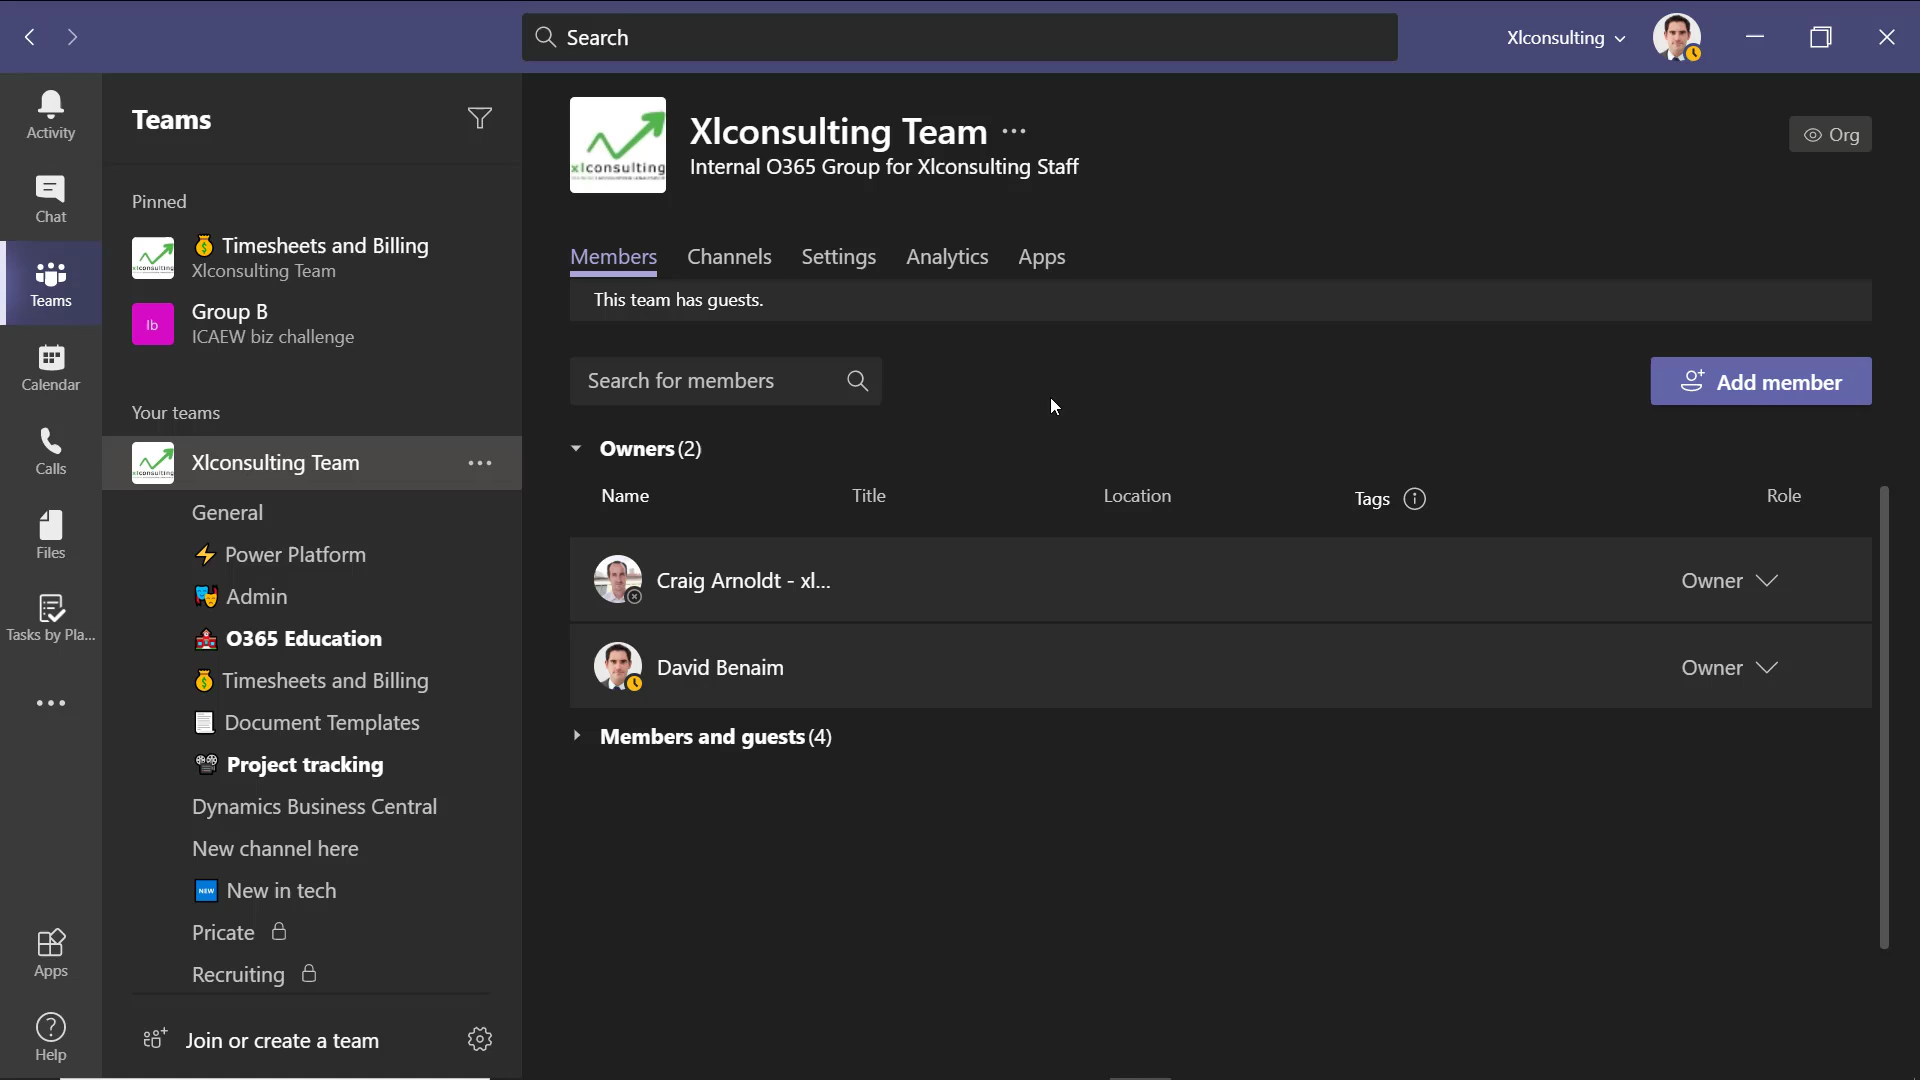 Search
Xlconsulting
Activity
Chat
Teams
Calendar
Calls
Files
Tasks by Pla...
Apps
Help
Teams
Pinned
Timesheets and Billing
Xlconsulting Team
lb
Group B
ICAEW biz challenge
Your teams
Xlconsulting Team
General
Power Platform
Admin
O365 Education
Timesheets and Billing
Document Templates
Project tracking
Dynamics Business Central
New channel here
NEW New in tech
Pricate
Recruiting
Join or create a team
xlconsulting
Xlconsulting Team
Internal O365 Group for Xlconsulting Staff
Org
Members Channels Settings Analytics Apps
This team has guests.
Search for members
Add member
Owners (2)
Name Title Location Tags Role
Craig Arnoldt - xl... Owner
David Benaim Owner
Members and guests (4)